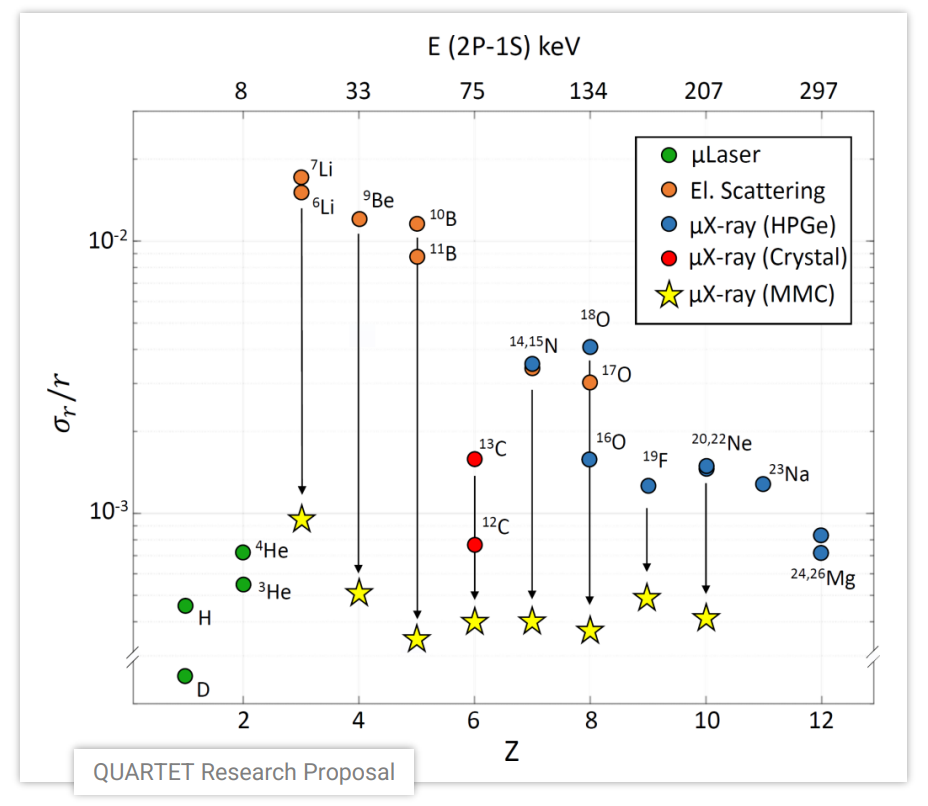 E (2P-1S) keV
8 33 75 134 207 297
μLaser
El. Scattering
μX-ray (HPGe)
μX-ray (Crystal)
μX-ray (MMC)
⁷Li
⁶Li
⁹Be
¹⁰B
¹¹B
10⁻²
¹⁸O
¹⁴,¹⁵N
¹⁷O
σᵣ/r
¹³C
¹⁶O
¹⁹F
²⁰,²²Ne
²³Na
10⁻³
¹²C
⁴He
³He
²⁴,²⁶Mg
H
D
2 4 6 8 10 12
Z
QUARTET Research Proposal